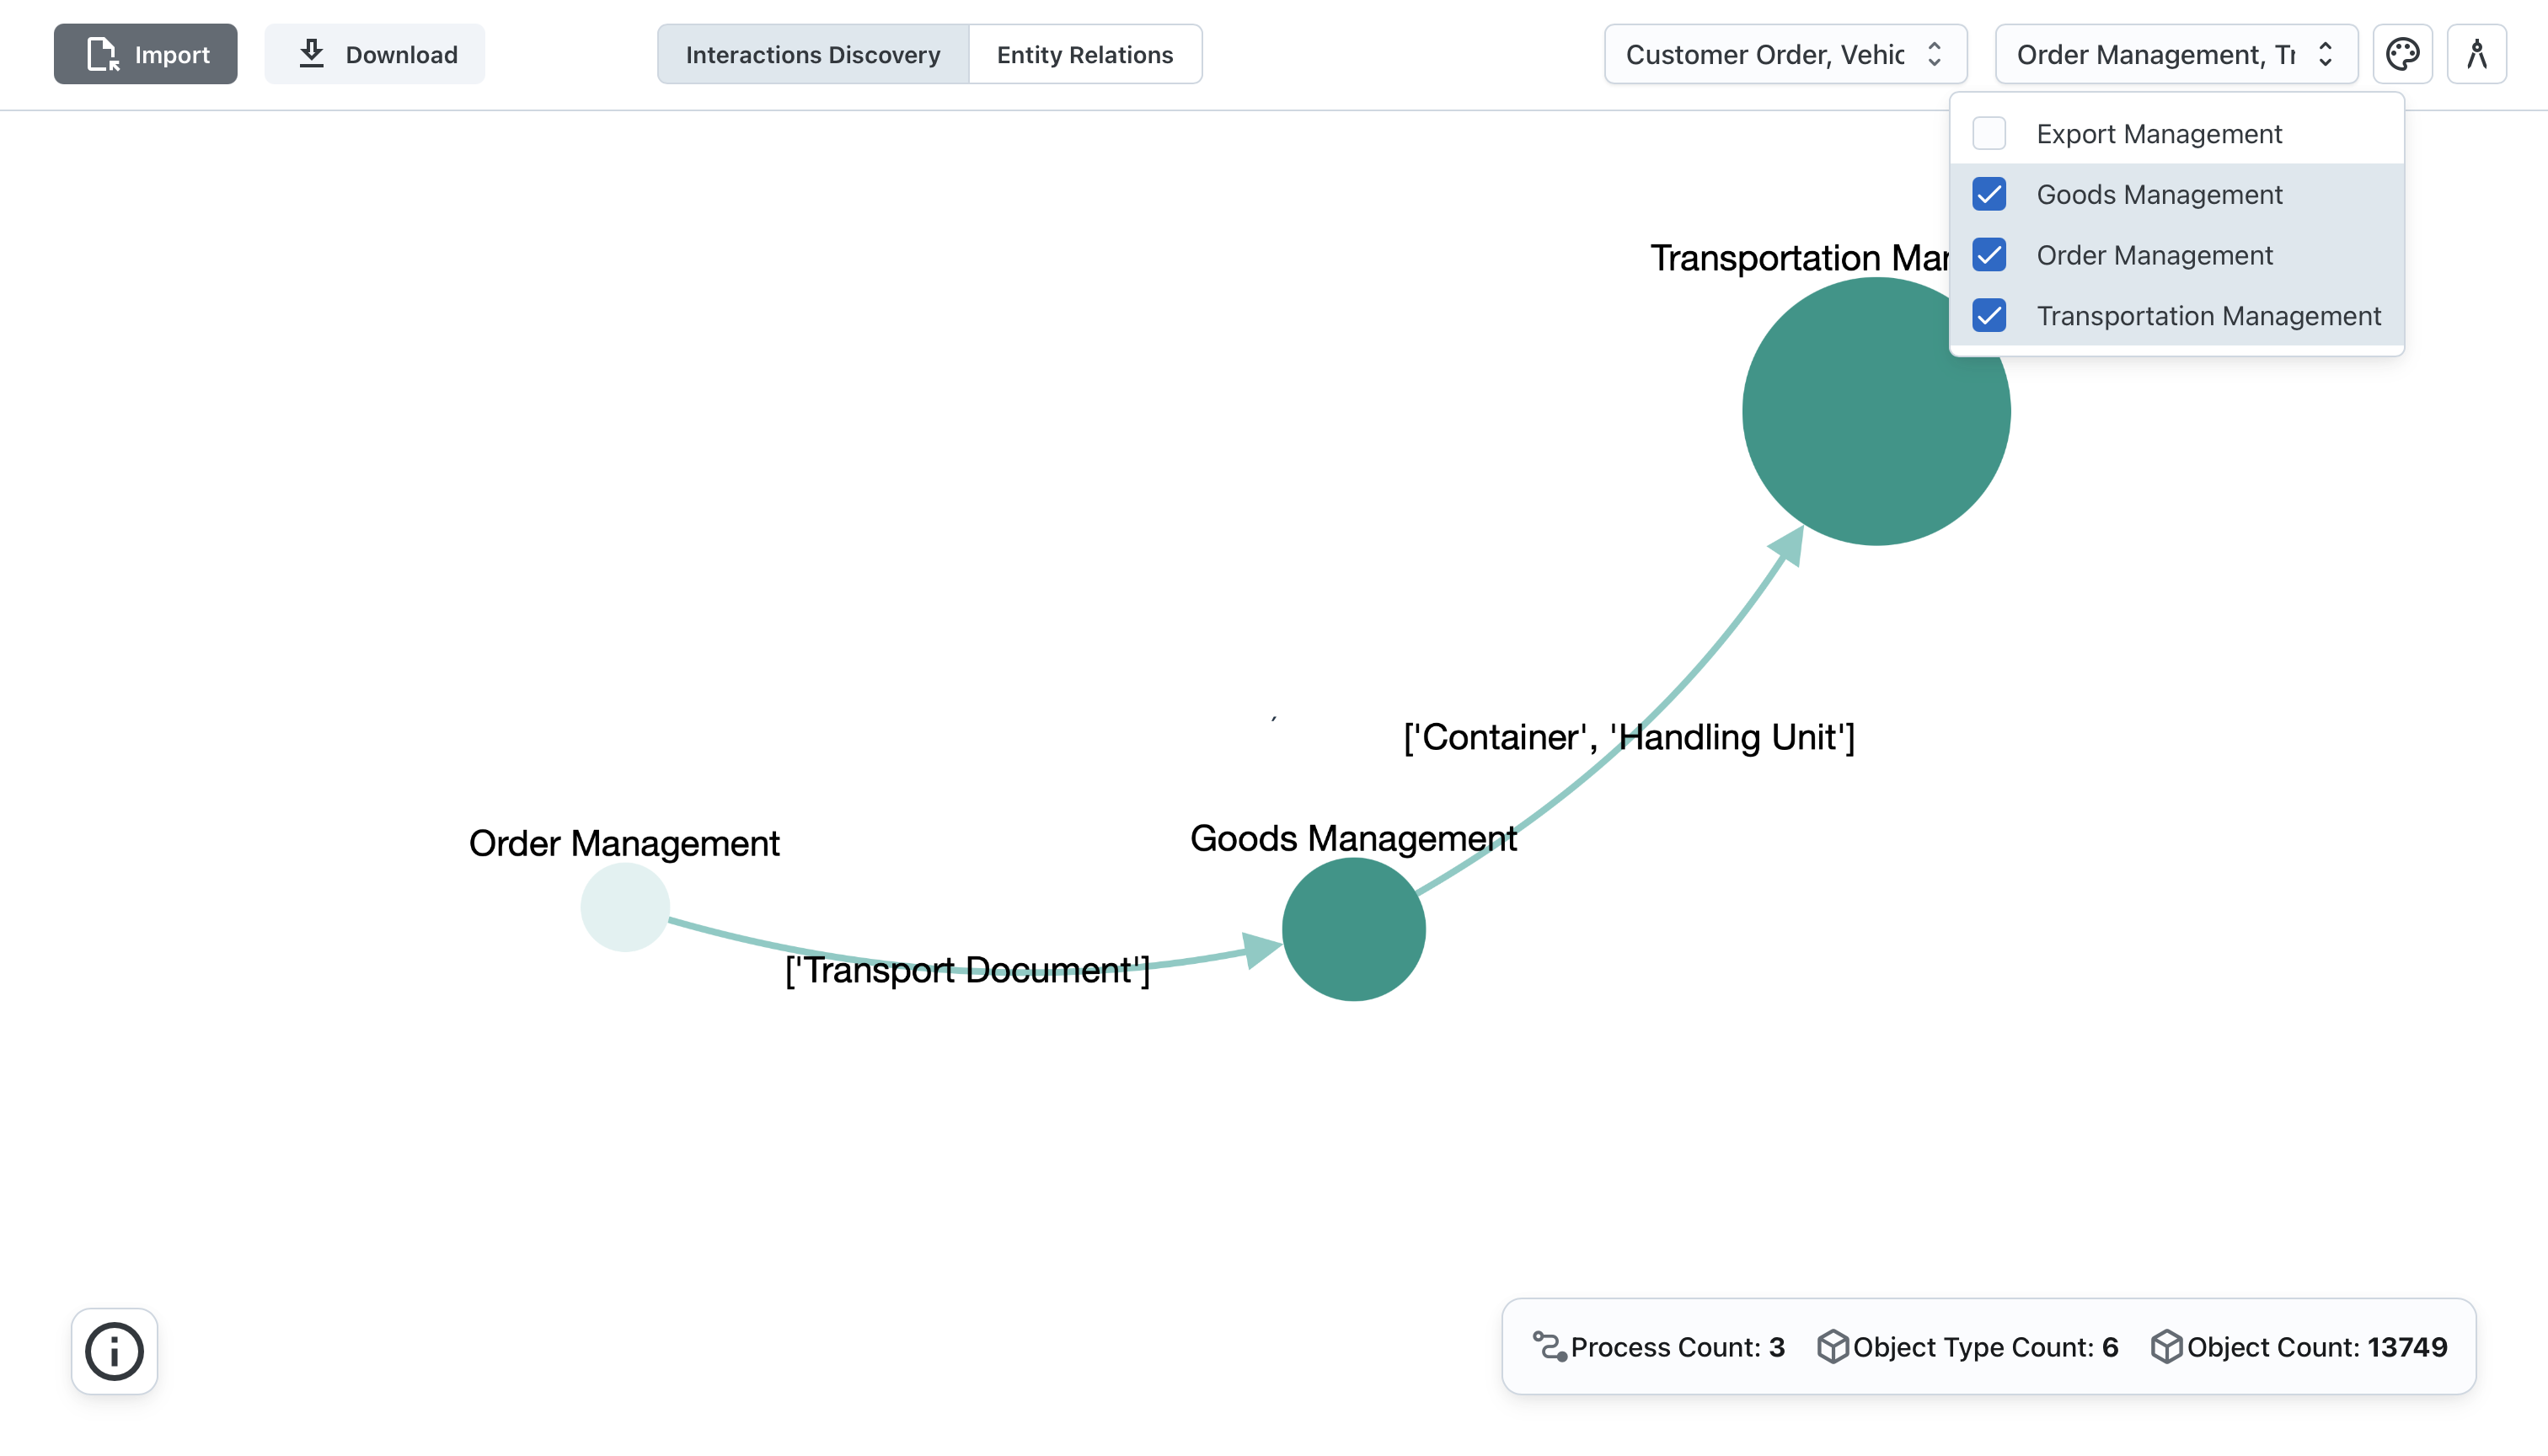 Import
Download
Interactions Discovery
Entity Relations
Customer Order, Vehic
Order Management, Tr
Export Management
Goods Management
Order Management
Transportation Management
Transportation Mar
['Container', 'Handling Unit']
Order Management
Goods Management
['Transport Document']
Process Count: 3
Object Type Count: 6
Object Count: 13749